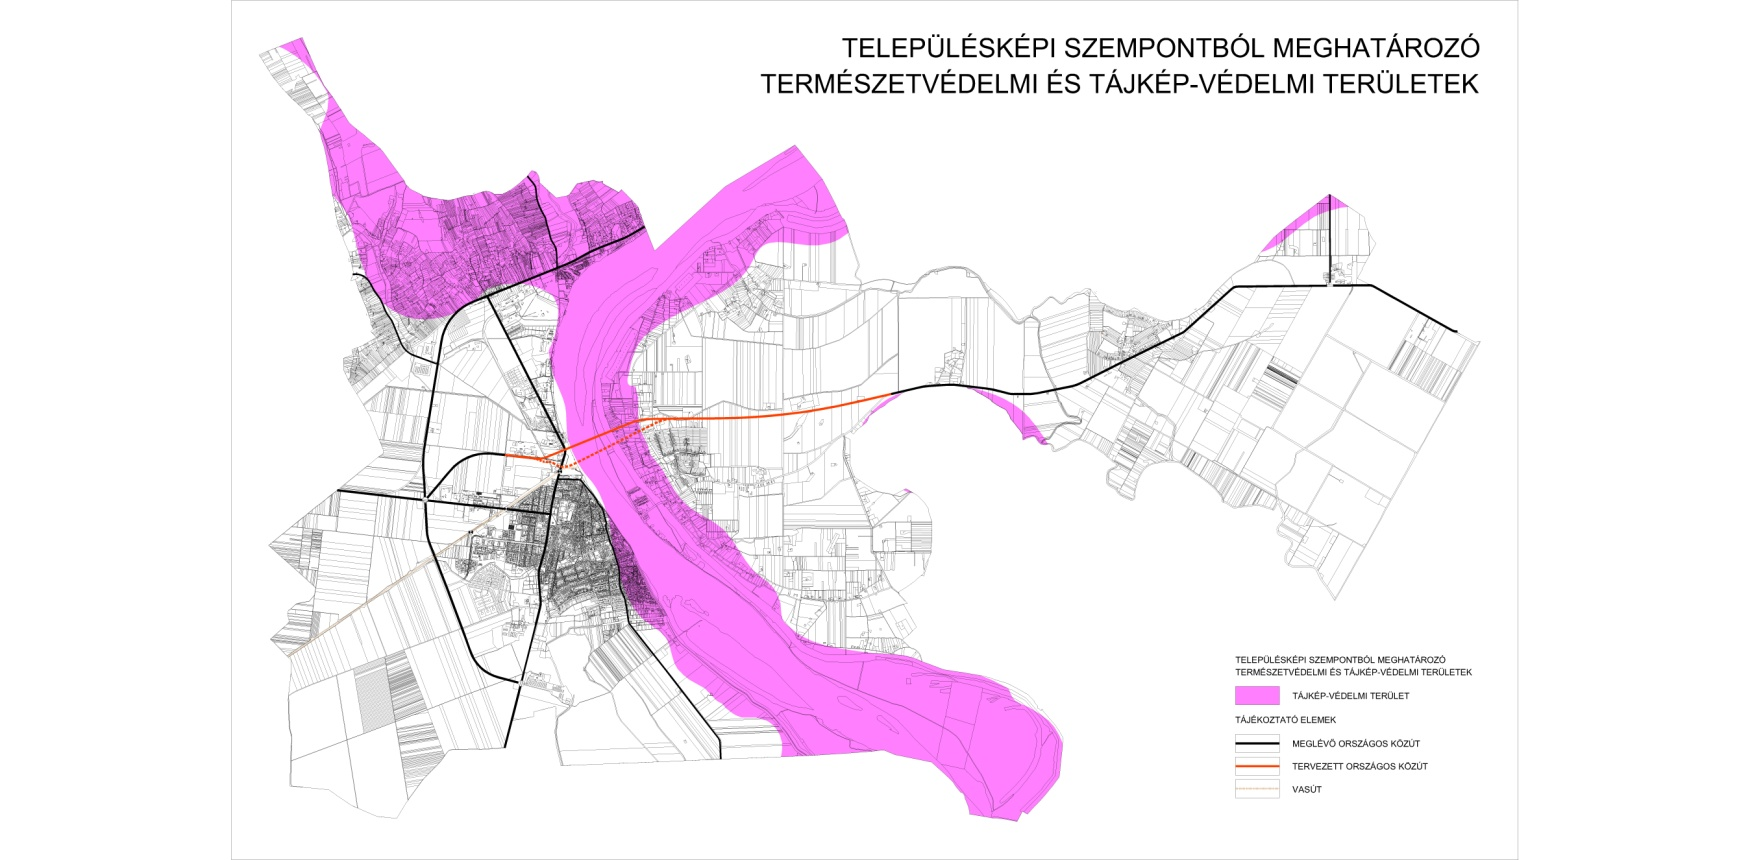 TELEPÜLÉSKÉPI SZEMPONTBÓL MEGHATÁROZÓ
TERMÉSZETVÉDELMI ÉS TÁJKÉP-VÉDELMI TERÜLETEK
TELEPÜLÉSKÉPI SZEMPONTBÓL MEGHATÁROZÓ
TERMÉSZETVÉDELMI ÉS TÁJKÉP-VÉDELMI TERÜLETEK
TÁJKÉP-VÉDELMI TERÜLET
TÁJÉKOZTATÓ ELEMEK
MEGLÉVŐ ORSZÁGOS KÖZÚT
TERVEZETT ORSZÁGOS KÖZÚT
VASÚT